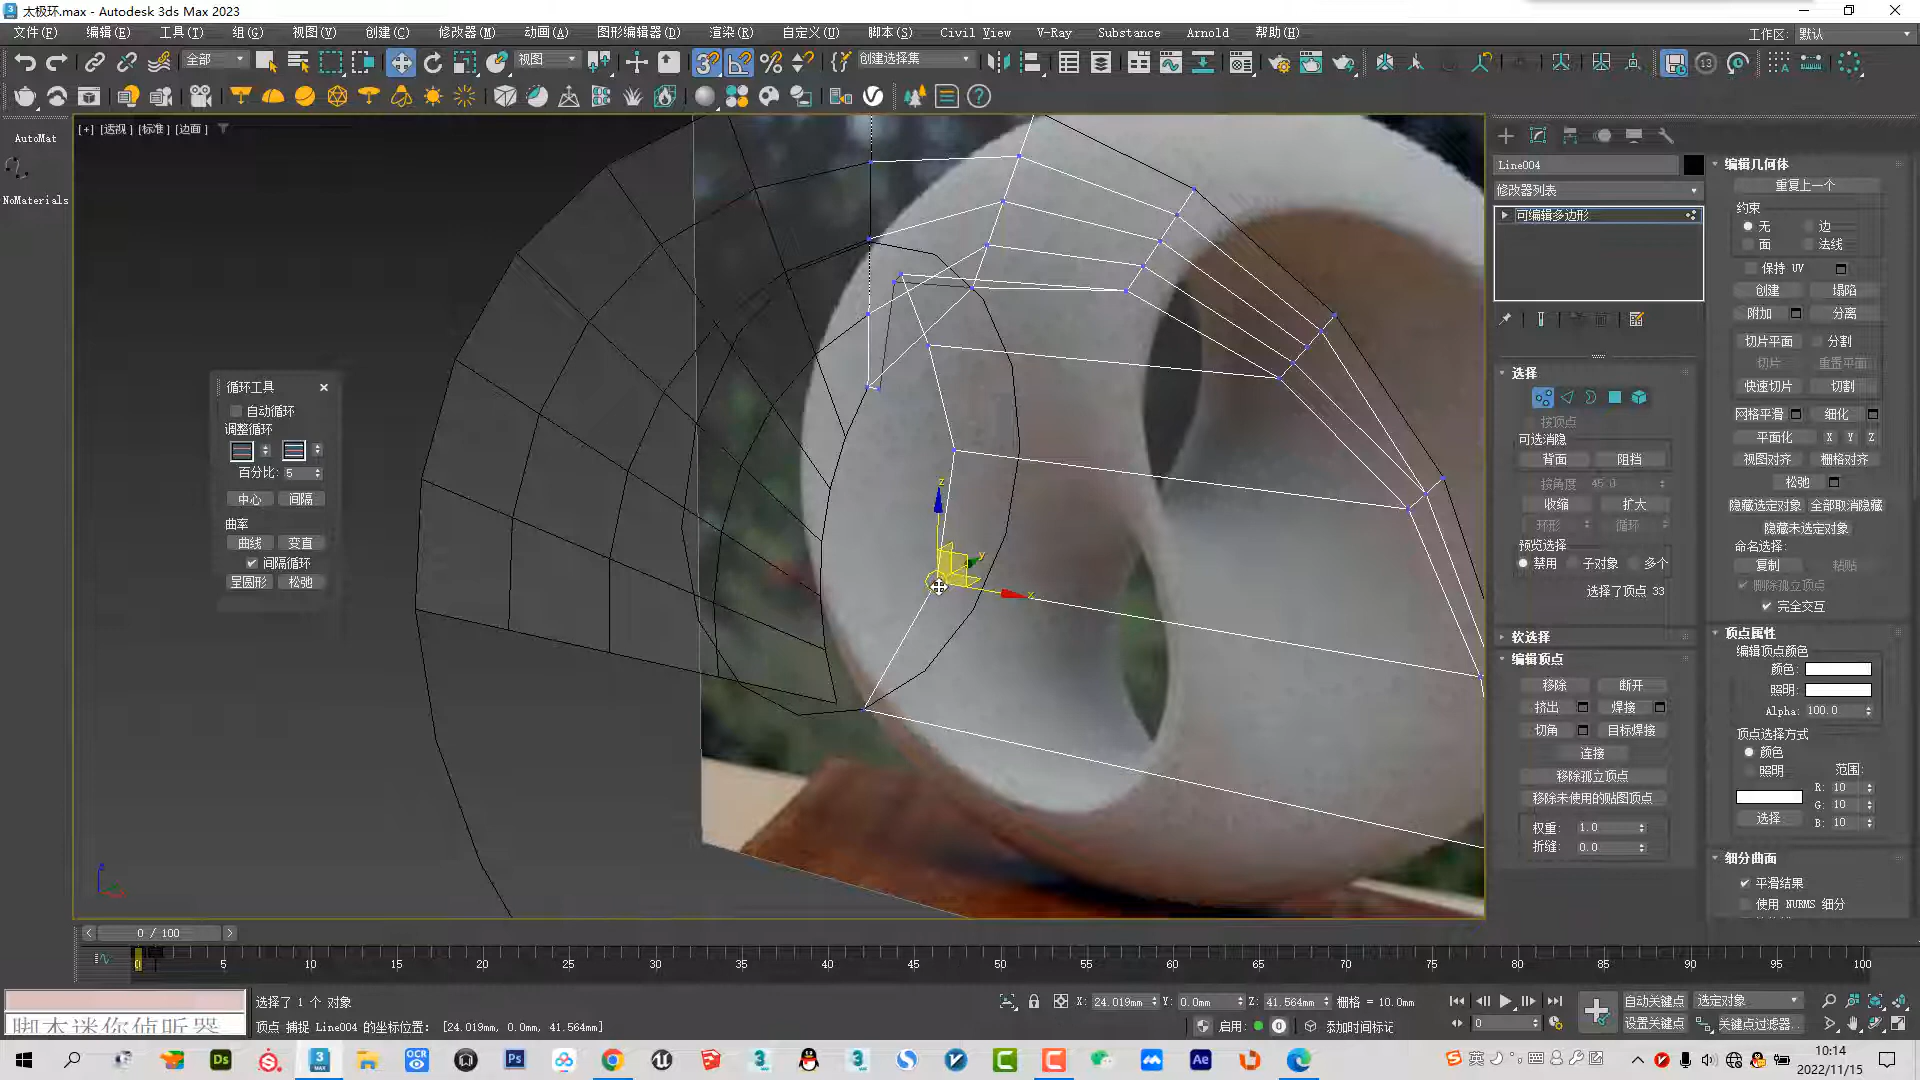 太极环.max - Autodesk 3ds Max 2023
文件(F) 编辑(E) 工具(T) 组(G) 视图(V) 创建(C) 修改器(M) 动画(A) 图形编辑器(D) 渲染(R) 自定义(U) 脚本(S) Civil View V-Ray Substance Arnold 帮助(H) 工作区: 默认
全部 视图 创建选择集
[+] [透视] [标准] [边面]
AutoMat
NoMaterials
循环工具
自动循环
调整循环
百分比: 5
中心 间隔
曲率
曲线 变直
间隔循环
呈圆形 松弛
z
y
x
Line004
修改器列表
可编辑多边形
选择
按顶点
可选消隐
背面 阻挡
按角度 45.0
收缩 扩大
环形 循环
预览选择
禁用 子对象 多个
选择了顶点 33
软选择
编辑顶点
移除 断开
挤出 焊接
切角 目标焊接
连接
移除孤立顶点
移除未使用的贴图顶点
权重: 1.0
折缝: 0.0
编辑几何体
重复上一个
约束
无 边
面 法线
保持 UV
创建 塌陷
附加 分离
切片平面 分割
切片 重置平面
快速切片 切割
网格平滑 细化
平面化 X Y Z
视图对齐 栅格对齐
松弛
隐藏选定对象 全部取消隐藏
隐藏未选定对象
命名选择:
复制 粘贴
删除孤立顶点
完全交互
顶点属性
编辑顶点颜色
颜色:
照明:
Alpha: 100.0
顶点选择方式
颜色
照明 范围:
R: 10
G: 10
选择 B: 10
细分曲面
平滑结果
使用 NURMS 细分
0 / 100
0 5 10 15 20 25 30 35 40 45 50 55 60 65 70 75 80 85 90 95 100
选择了 1 个 对象
X: 24.019mm Y: 0.0mm Z: 41.564mm 栅格 = 10.0mm
自动关键点 选定对象
脚本迷你侦听器
顶点 捕捉 Line004 的坐标位置: [24.019mm, 0.0mm, 41.564mm]
启用: 0 添加时间标记
0
设置关键点 关键点过滤器...
英
10:14
2022/11/15